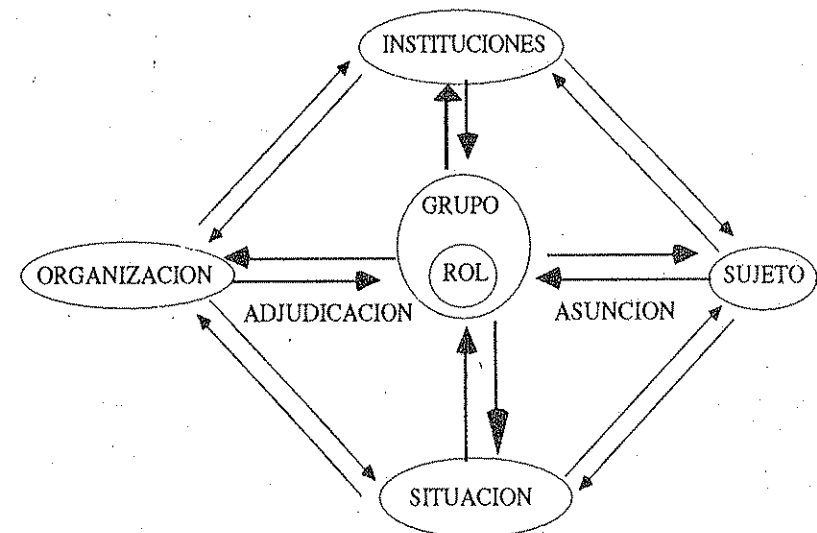 INSTITUCIONES
GRUPO
ROL
ORGANIZACION
SUJETO
ADJUDICACION
ASUNCION
SITUACION